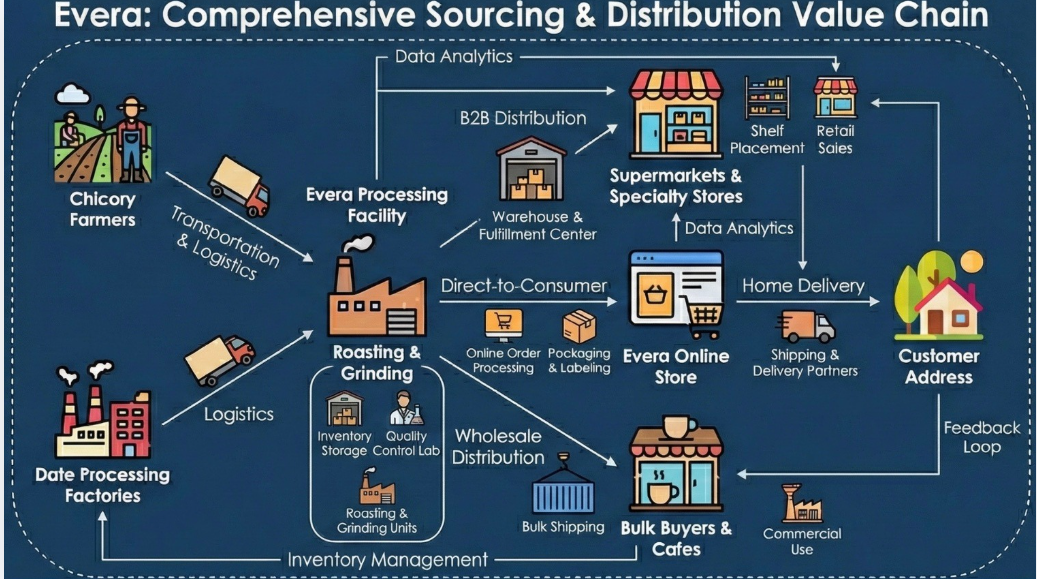 Evera: Comprehensive Sourcing & Distribution Value Chain
Data Analytics
B2B Distribution
Shelf
Placement
Retail
Sales
Chicory
Farmers
Transportation
& Logistics
Evera Processing
Facility
Warehouse &
Fulfillment Center
Supermarkets &
Specialty Stores
Data Analytics
Direct-to-Consumer
Home Delivery
Online Order
Processing
Packaging
& Labeling
Evera Online
Store
Shipping &
Delivery Partners
Customer
Address
Roasting &
Grinding
Logistics
Inventory
Storage
Quality
Control Lab
Roasting &
Grinding Units
Wholesale
Distribution
Bulk Shipping
Feedback
Loop
Date Processing
Factories
Bulk Buyers &
Cafes
Commercial
Use
Inventory Management